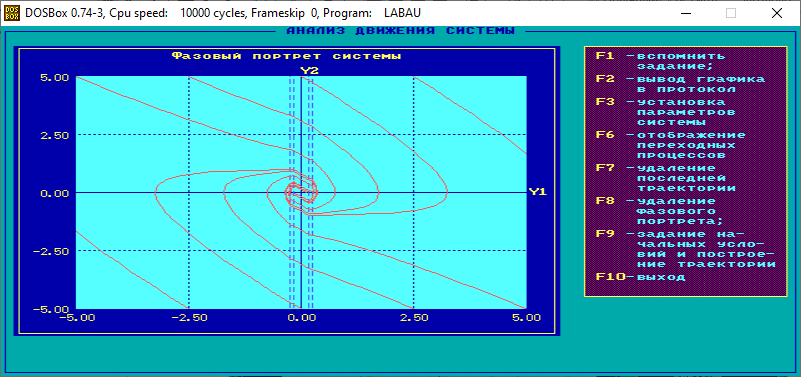 DOSBox 0.74-3, Cpu speed: 10000 cycles, Frameskip 0, Program: LABAU
АНАЛИЗ ДВИЖЕНИЯ СИСТЕМЫ
Фазовый портрет системы
Y2
5.00
2.50
0.00
Y1
-2.50
-5.00
-5.00 -2.50 0.00 2.50 5.00
F1 -вспомнить
задание;
F2 -вывод графика
в протокол
F3 -установка
параметров
системы
F6 -отображение
переходных
процессов
F7 -удаление
последней
траектории
F8 -удаление
Фазового
портрета;
F9 -задание на-
чальных усло-
вий и построе-
ние траектории
F10-выход